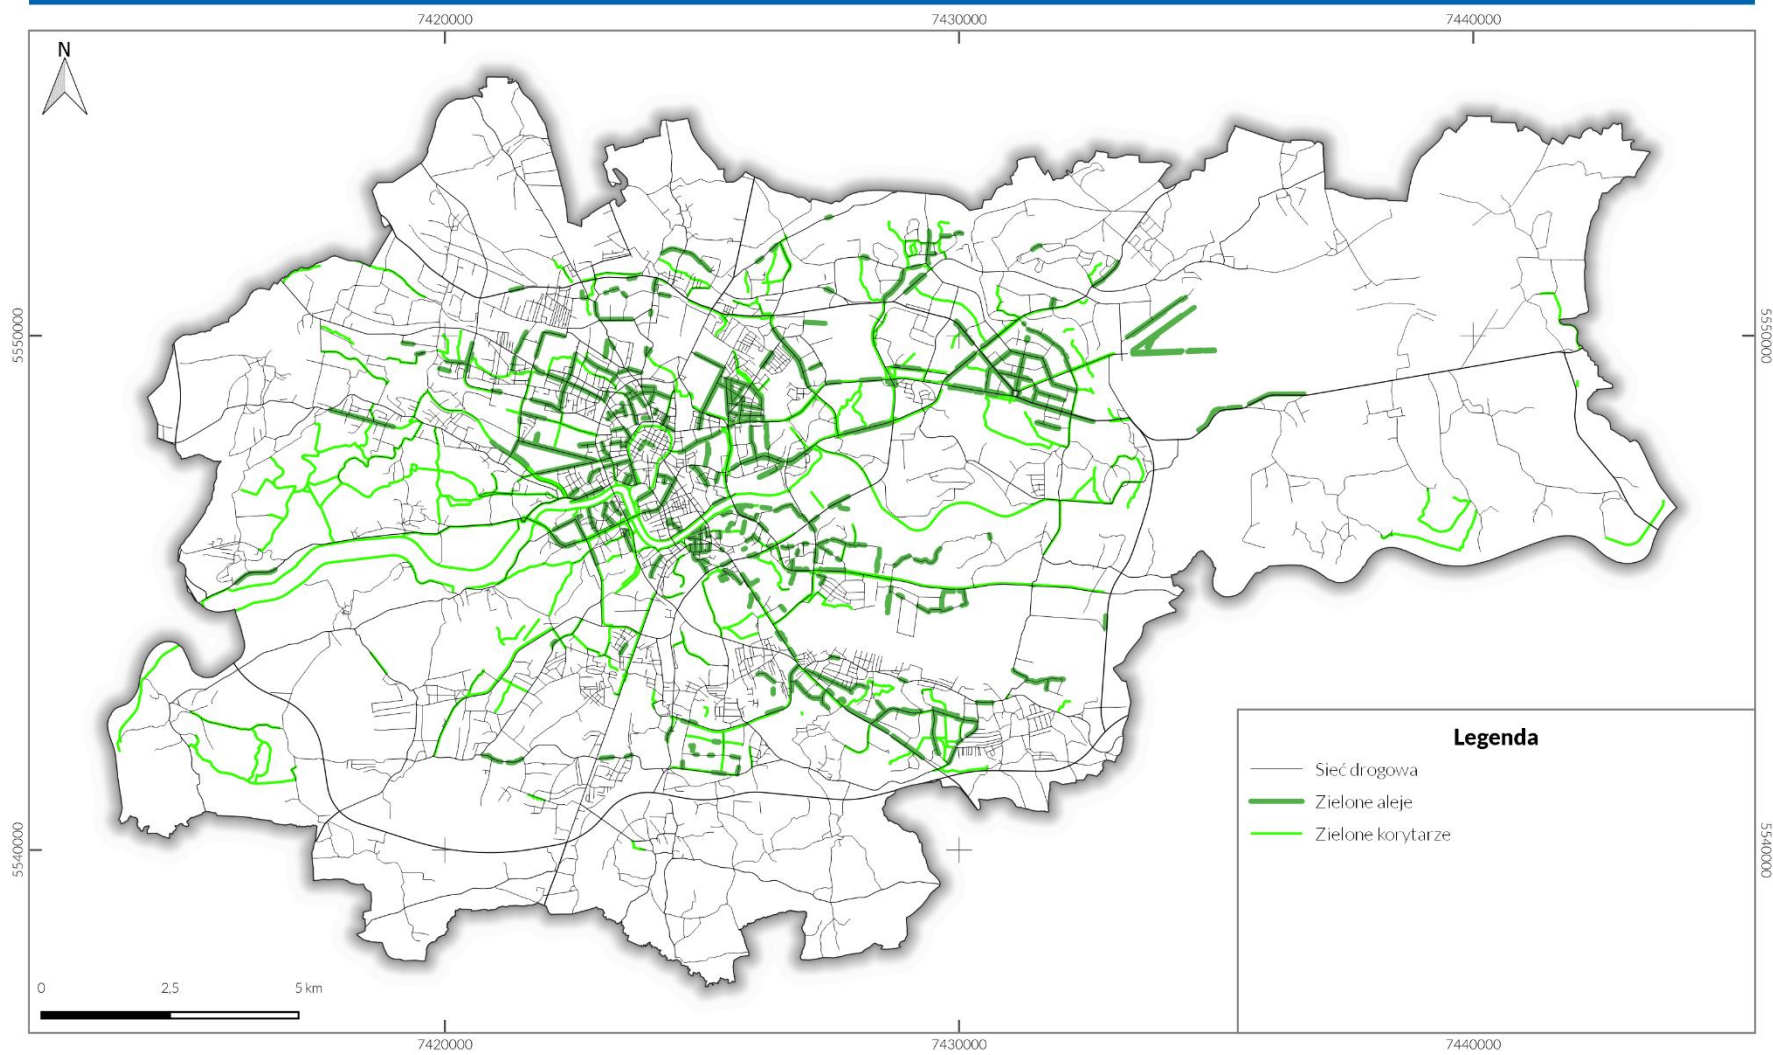 7420000 7430000 7440000
N
5550000 5550000
5540000 5540000
Legenda
Sieć drogowa
Zielone aleje
Zielone korytarze
0 2,5 5 km
7420000 7430000 7440000